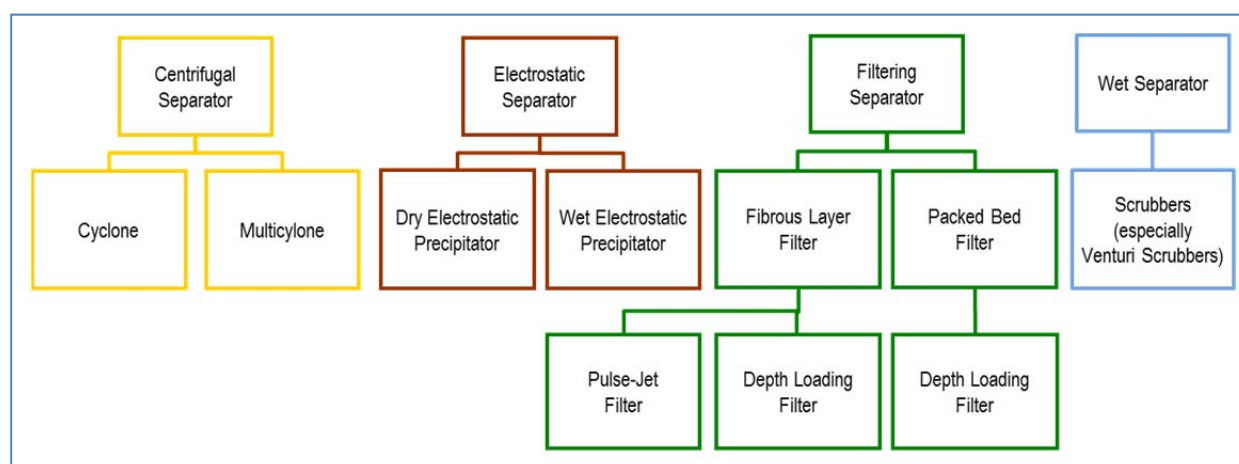 Centrifugal
Separator
Electrostatic
Separator
Filtering
Separator
Wet Separator
Cyclone
Multicylone
Dry Electrostatic
Precipitator
Wet Electrostatic
Precipitator
Fibrous Layer
Filter
Packed Bed
Filter
Scrubbers
(especially
Venturi Scrubbers)
Pulse-Jet
Filter
Depth Loading
Filter
Depth Loading
Filter